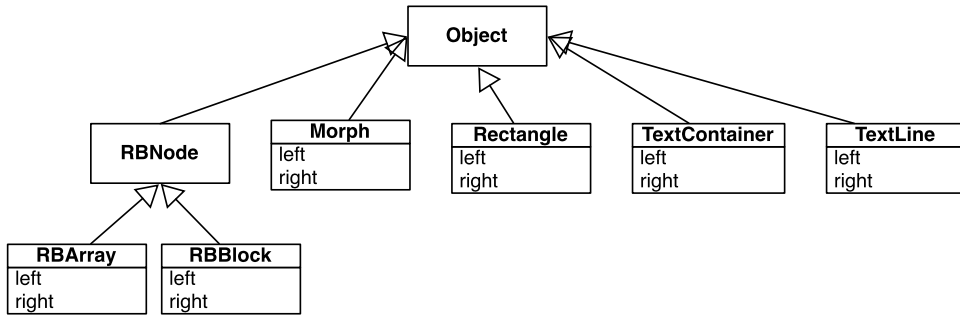 Object
RBNode
Morph
left
right
Rectangle
left
right
TextContainer
left
right
TextLine
left
right
RBArray
left
right
RBBlock
left
right